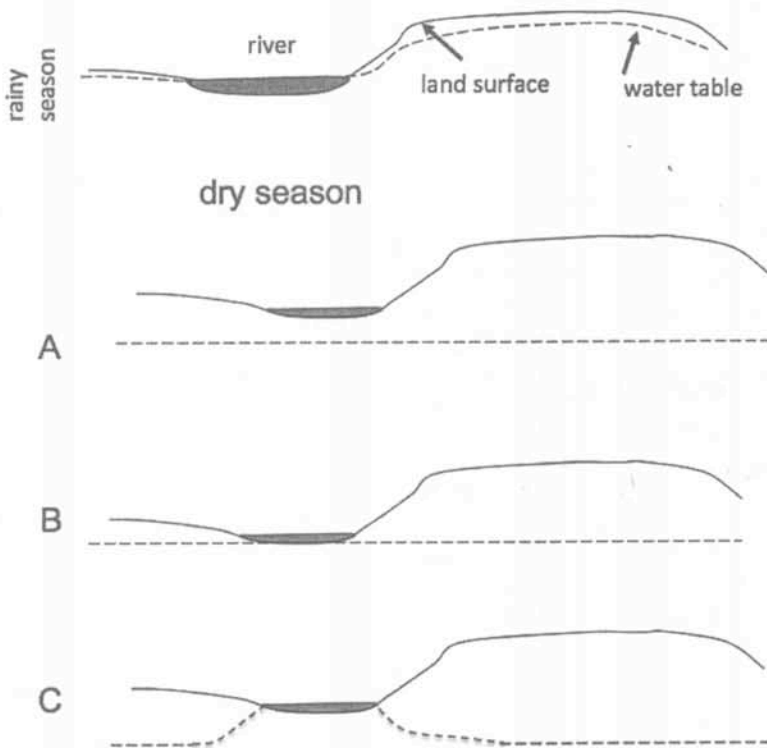 rainy
season
river
land surface
water table
dry season
A
B
C